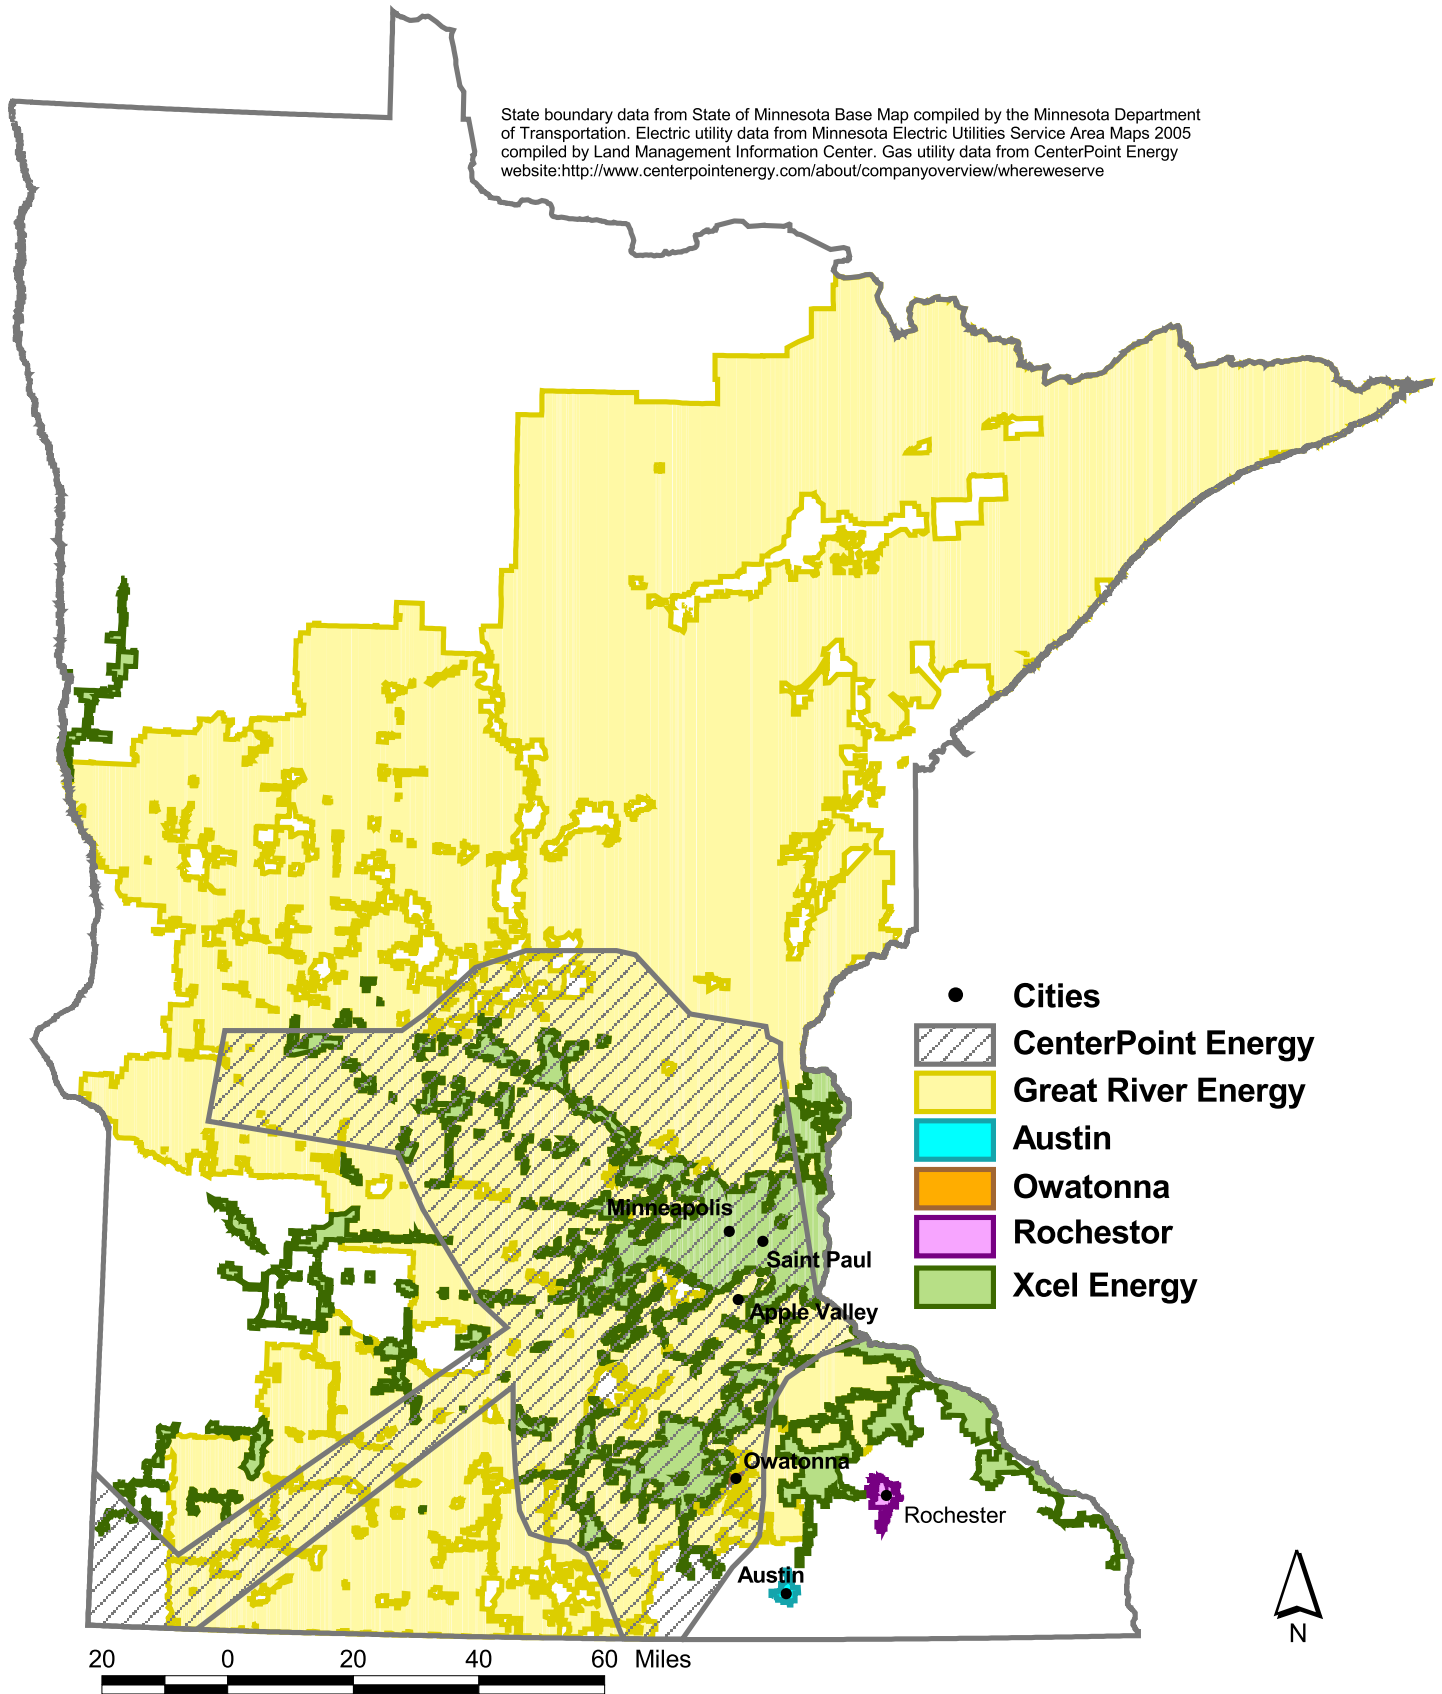 State boundary data from State of Minnesota Base Map compiled by the Minnesota Department
of Transportation. Electric utility data from Minnesota Electric Utilities Service Area Maps 2005
compiled by Land Management Information Center. Gas utility data from CenterPoint Energy
website:http://www.centerpointenergy.com/about/companyoverview/whereweserve
Cities
CenterPoint Energy
Great River Energy
Austin
Owatonna
Rochestor
Xcel Energy
Minneapolis
Saint Paul
Apple Valley
Owatonna
Rochester
Austin
N
20 0 20 40 60 Miles